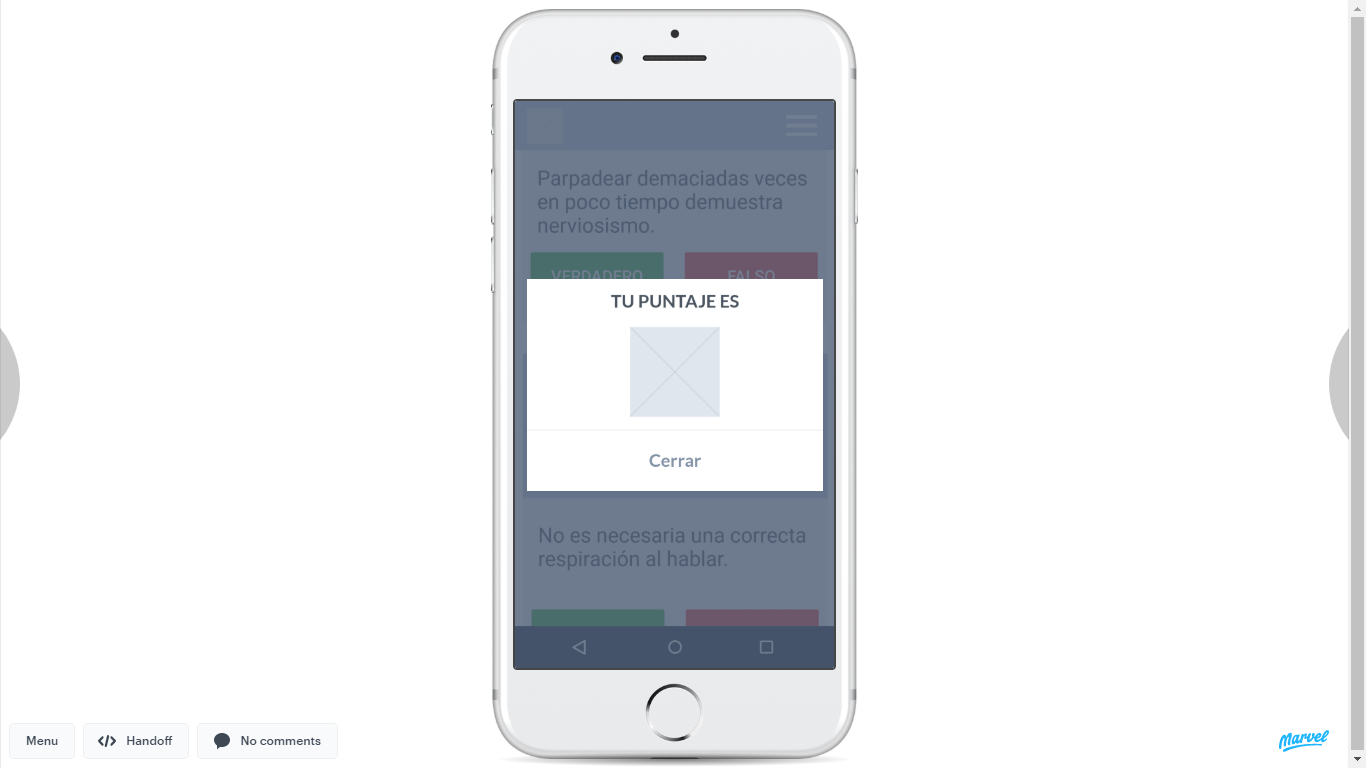 Parpadear demaciadas veces
en poco tiempo demuestra
nerviosismo.
VERDADERO FALSO
TU PUNTAJE ES
Cerrar
No es necesaria una correcta
respiración al hablar.
Menu
Handoff
No comments
Marvel